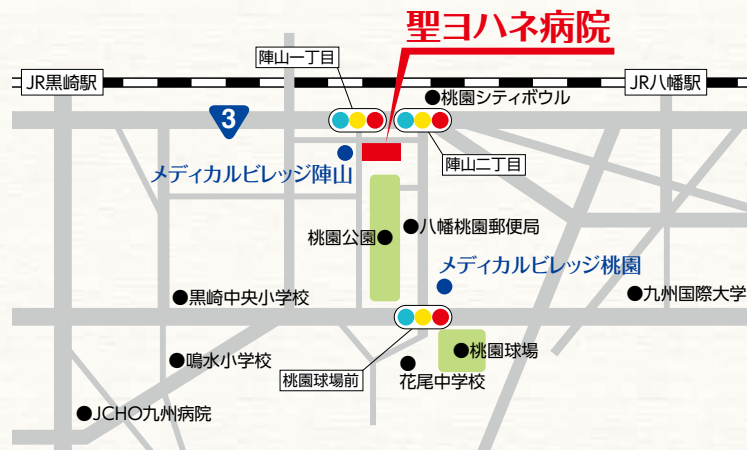 聖ヨハネ病院
陣山一丁目
JR黒崎駅
JR八幡駅
桃園シティボウル
3
メディカルビレッジ陣山
陣山二丁目
桃園公園
八幡桃園郵便局
メディカルビレッジ桃園
黒崎中央小学校
九州国際大学
鳴水小学校
桃園球場
桃園球場前
花尾中学校
JCHO九州病院